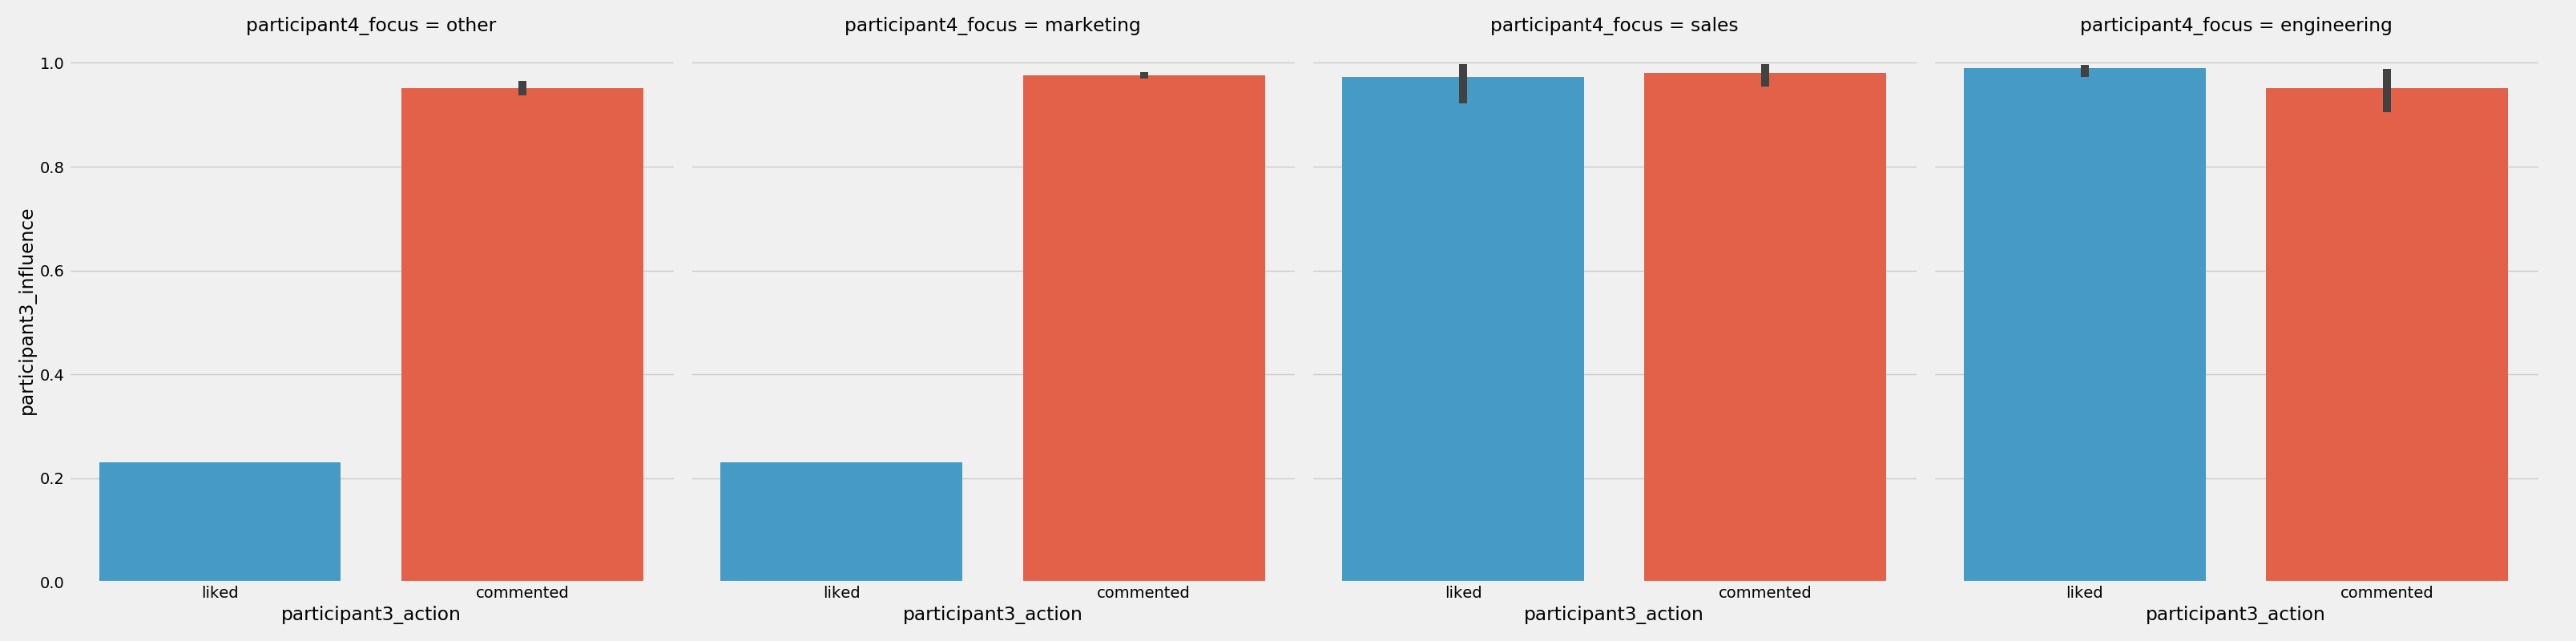 participant4_focus = other
participant4_focus = marketing
participant4_focus = sales
participant4_focus = engineering
participant3_influence
1.0
0.8
0.6
0.4
0.2
0.0
liked
commented
liked
commented
liked
commented
liked
commented
participant3_action
participant3_action
participant3_action
participant3_action